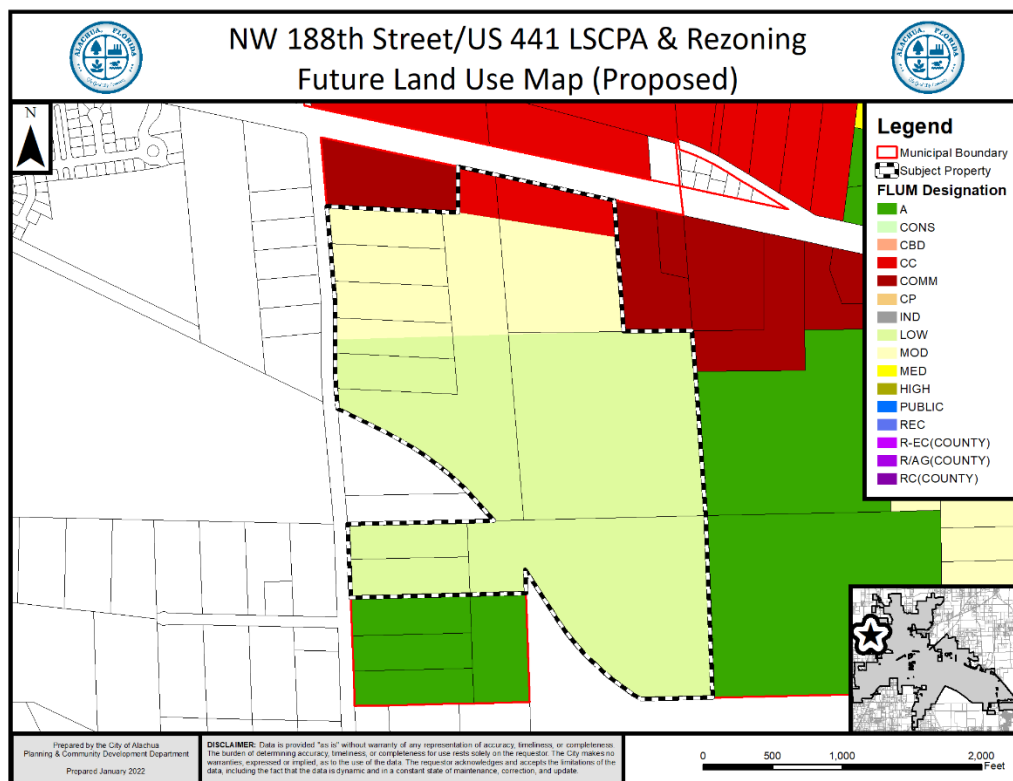 NW 188th Street/US 441 LSCPA & Rezoning
Future Land Use Map (Proposed)
ALACHUA, FLORIDA
ALACHUA, FLORIDA
N
Legend
Municipal Boundary
Subject Property
FLUM Designation
A
CONS
CBD
CC
COMM
CP
IND
LOW
MOD
MED
HIGH
PUBLIC
REC
R-EC(COUNTY)
R/AG(COUNTY)
RC(COUNTY)
Prepared by the City of Alachua
Planning & Community Development Department
Prepared January 2022
DISCLAIMER: Data is provided "as is" without warranty of any representation of accuracy, timeliness, or completeness.
The burden of determining accuracy, timeliness, or completeness for use rests solely on the requestor. The City makes no
warranties, expressed or implied, as to the use of the data. The requestor acknowledges and accepts the limitations of the
data, including the fact that the data is dynamic and in a constant state of maintenance, correction, and update.
0 500 1,000 2,000
Feet